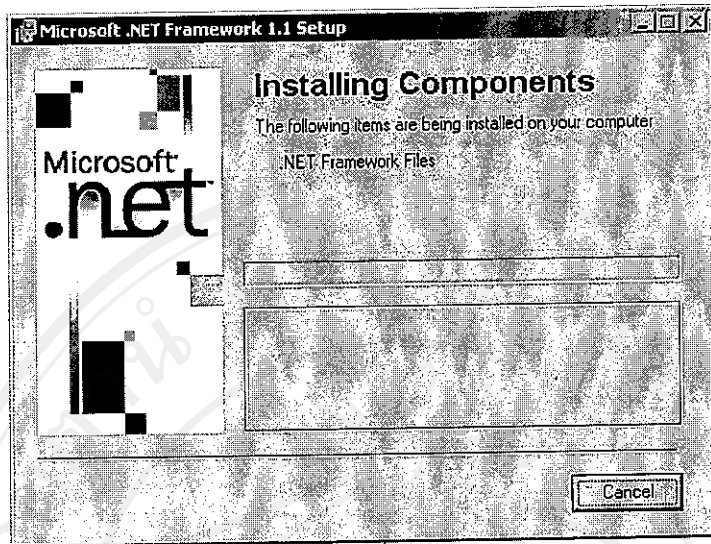 Microsoft .NET Framework 1.1 Setup
Installing Components
The following items are being installed on your computer
.NET Framework Files
Microsoft
.net
Cancel